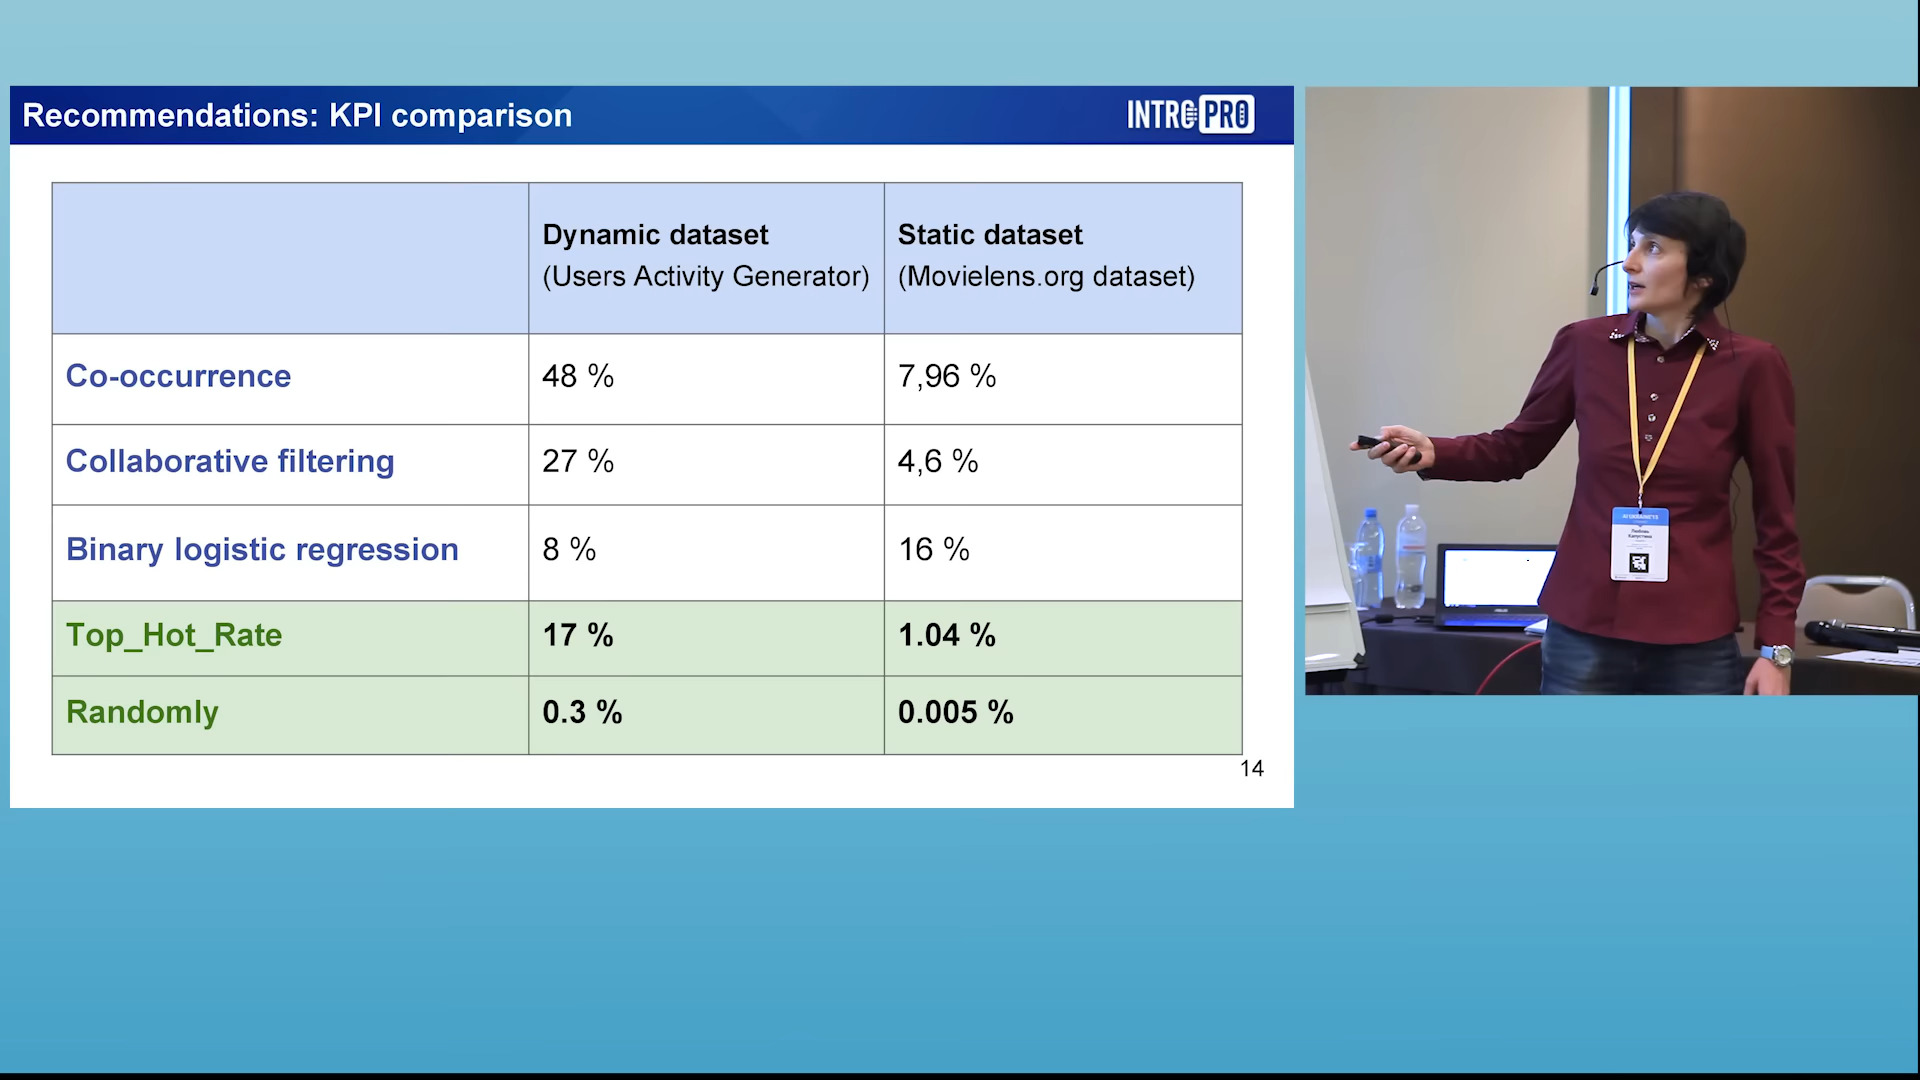 Recommendations: KPI comparison
INTRO PRO
Dynamic dataset
(Users Activity Generator)
Static dataset
(Movielens.org dataset)
Co-occurrence
48 %
7,96 %
Collaborative filtering
27 %
4,6 %
Binary logistic regression
8 %
16 %
Top_Hot_Rate
17 %
1.04 %
Randomly
0.3 %
0.005 %
14